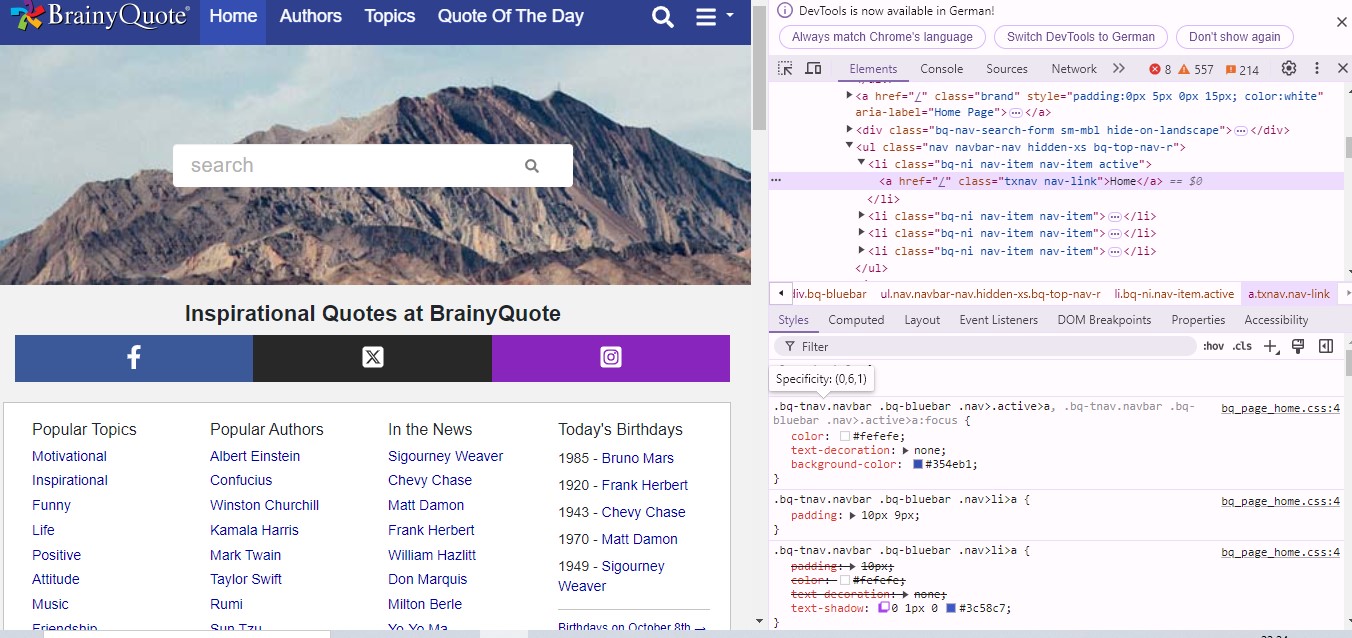 BrainyQuote®
Home
Authors
Topics
Quote Of The Day
search
Inspirational Quotes at BrainyQuote
Popular Topics
Motivational
Inspirational
Funny
Life
Positive
Attitude
Music
Friendship
Popular Authors
Albert Einstein
Confucius
Winston Churchill
Kamala Harris
Mark Twain
Taylor Swift
Rumi
Sun Tzu
In the News
Sigourney Weaver
Chevy Chase
Matt Damon
Frank Herbert
William Hazlitt
Don Marquis
Milton Berle
Yo-Yo Ma
Today's Birthdays
1985 - Bruno Mars
1920 - Frank Herbert
1943 - Chevy Chase
1970 - Matt Damon
1949 - Sigourney
Weaver
Birthdays on October 8th →
DevTools is now available in German!
Always match Chrome's language
Switch DevTools to German
Don't show again
Elements
Console
Sources
Network
8
557
214
<a href="/" class="brand" style="padding:0px 5px 0px 15px; color:white"
aria-label="Home Page">…</a>
<div class="bq-nav-search-form sm-mbl hide-on-landscape">…</div>
<ul class="nav navbar-nav hidden-xs bq-top-nav-r">
<li class="bq-ni nav-item nav-item active">
<a href="/" class="txnav nav-link">Home</a> == $0
</li>
<li class="bq-ni nav-item nav-item">…</li>
<li class="bq-ni nav-item nav-item">…</li>
<li class="bq-ni nav-item nav-item">…</li>
</ul>
div.bq-bluebar
ul.nav.navbar-nav.hidden-xs.bq-top-nav-r
li.bq-ni.nav-item.active
a.txnav.nav-link
Styles
Computed
Layout
Event Listeners
DOM Breakpoints
Properties
Accessibility
Filter
:hov
.cls
Specificity: (0,6,1)
.bq-tnav.navbar .bq-bluebar .nav>.active>a, .bq-tnav.navbar .bq-
bluebar .nav>.active>a:focus {
bq_page_home.css:4
color: #fefefe;
text-decoration: none;
background-color: #354eb1;
}
.bq-tnav.navbar .bq-bluebar .nav>li>a {
bq_page_home.css:4
padding: 10px 9px;
}
.bq-tnav.navbar .bq-bluebar .nav>li>a {
bq_page_home.css:4
padding: 10px;
color: #fefefe;
text-decoration: none;
text-shadow: 0 1px 0 #3c58c7;
}